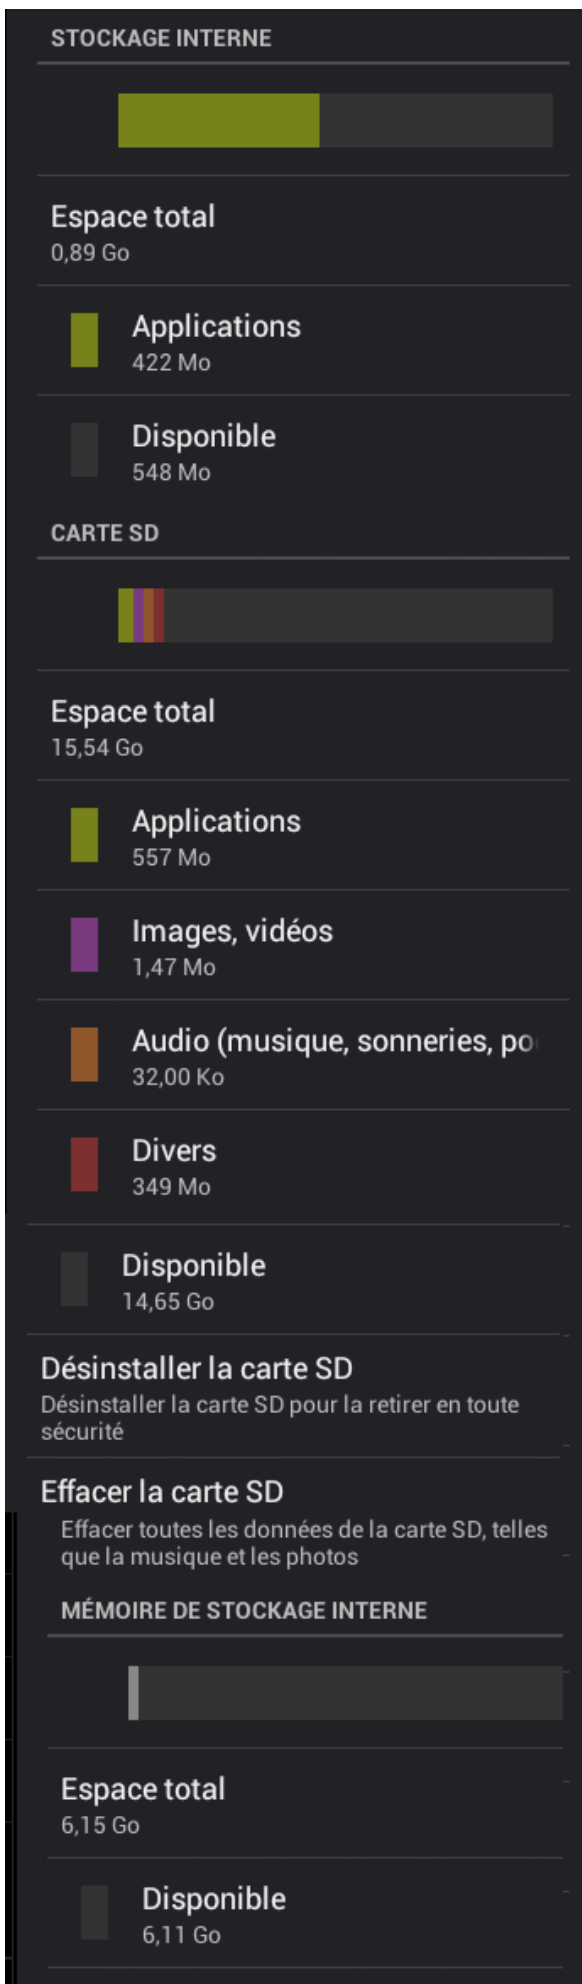 STOCKAGE INTERNE
Espace total
0,89 Go
Applications
422 Mo
Disponible
548 Mo
CARTE SD
Espace total
15,54 Go
Applications
557 Mo
Images, vidéos
1,47 Mo
Audio (musique, sonneries, po
32,00 Ko
Divers
349 Mo
Disponible
14,65 Go
Désinstaller la carte SD
Désinstaller la carte SD pour la retirer en toute
sécurité
Effacer la carte SD
Effacer toutes les données de la carte SD, telles
que la musique et les photos
MÉMOIRE DE STOCKAGE INTERNE
Espace total
6,15 Go
Disponible
6,11 Go